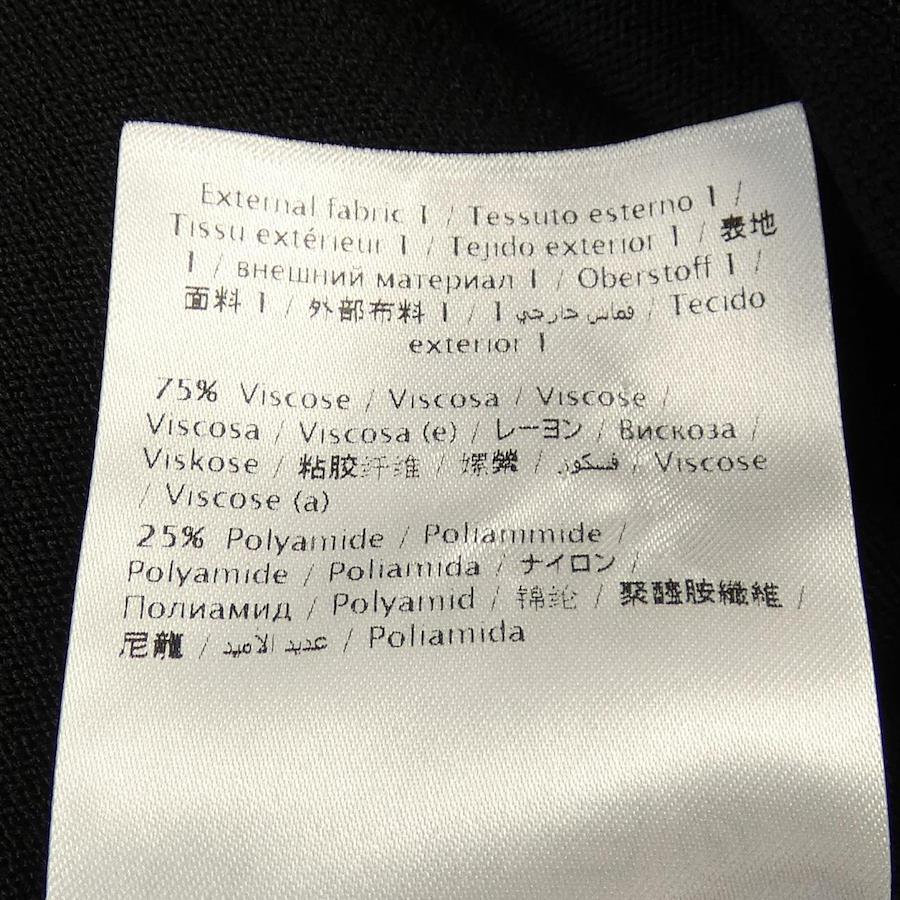 External fabric 1 / Tessuto esterno 1 /
Tissu extérieur 1 / Tejido exterior 1 / 表地
1 / внешний материал 1 / Oberstoff 1 /
面料 1 / 外部布料 1 / 1 قماش خارجي / Tecido
exterior 1
75% Viscose / Viscosa / Viscose /
Viscosa / Viscosa (e) / レーヨン / Вискоза /
Viskose / 粘胶纤维 / 嫘縈 / فسكوز / Viscose
/ Viscose (a)
25% Polyamide / Poliammide /
Polyamide / Poliamida / ナイロン /
Полиамид / Polyamid / 锦纶 / 聚醯胺纖維 /
尼龍 / عديد الاميد / Poliamida